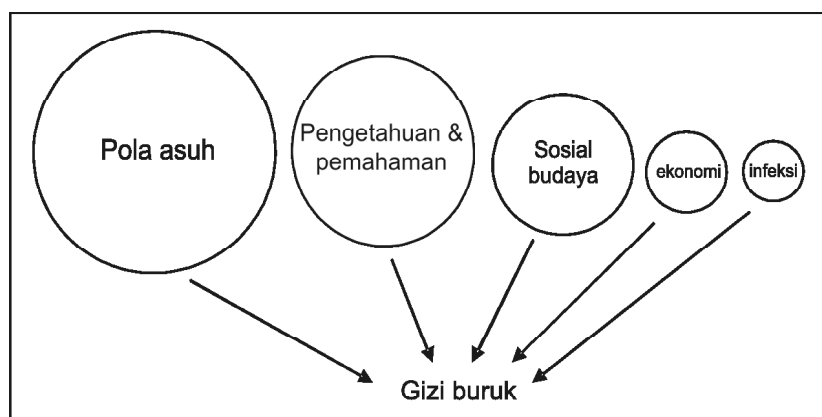 Pola asuh
Pengetahuan &
pemahaman
Sosial
budaya
ekonomi
infeksi
Gizi buruk